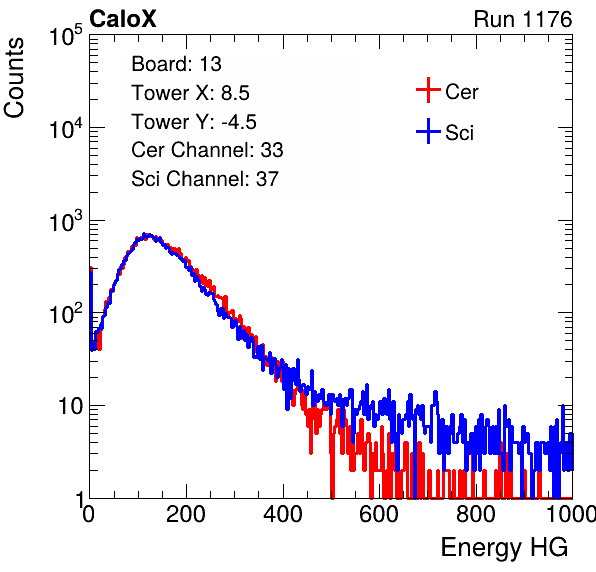 CaloX Run 1176
Counts
10^5
10^4
10^3
10^2
10
1
Board: 13
Tower X: 8.5
Tower Y: -4.5
Cer Channel: 33
Sci Channel: 37
Cer
Sci
0 200 400 600 800 1000
Energy HG